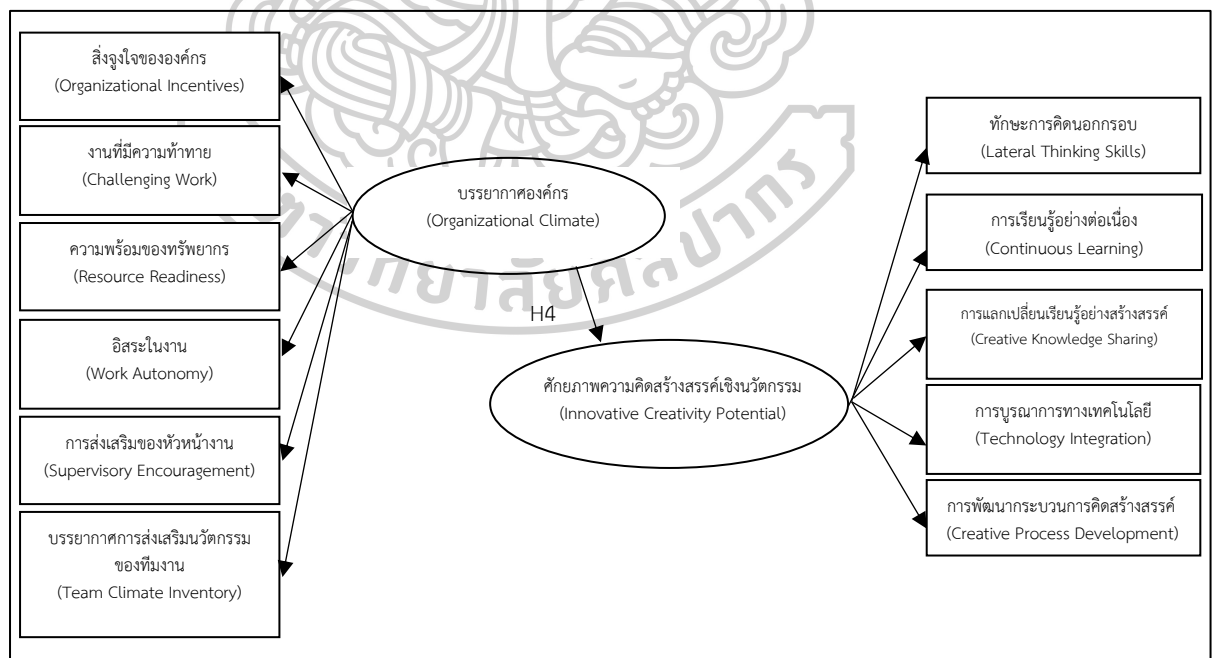 สิ่งจูงใจขององค์กร
(Organizational Incentives)
งานที่มีความท้าทาย
(Challenging Work)
ความพร้อมของทรัพยากร
(Resource Readiness)
อิสระในงาน
(Work Autonomy)
การส่งเสริมของหัวหน้างาน
(Supervisory Encouragement)
บรรยากาศการส่งเสริมนวัตกรรม
ของทีมงาน
(Team Climate Inventory)
บรรยากาศองค์กร
(Organizational Climate)
H4
ศักยภาพความคิดสร้างสรรค์เชิงนวัตกรรม
(Innovative Creativity Potential)
ทักษะการคิดนอกกรอบ
(Lateral Thinking Skills)
การเรียนรู้อย่างต่อเนื่อง
(Continuous Learning)
การแลกเปลี่ยนเรียนรู้อย่างสร้างสรรค์
(Creative Knowledge Sharing)
การบูรณาการทางเทคโนโลยี
(Technology Integration)
การพัฒนากระบวนการคิดสร้างสรรค์
(Creative Process Development)